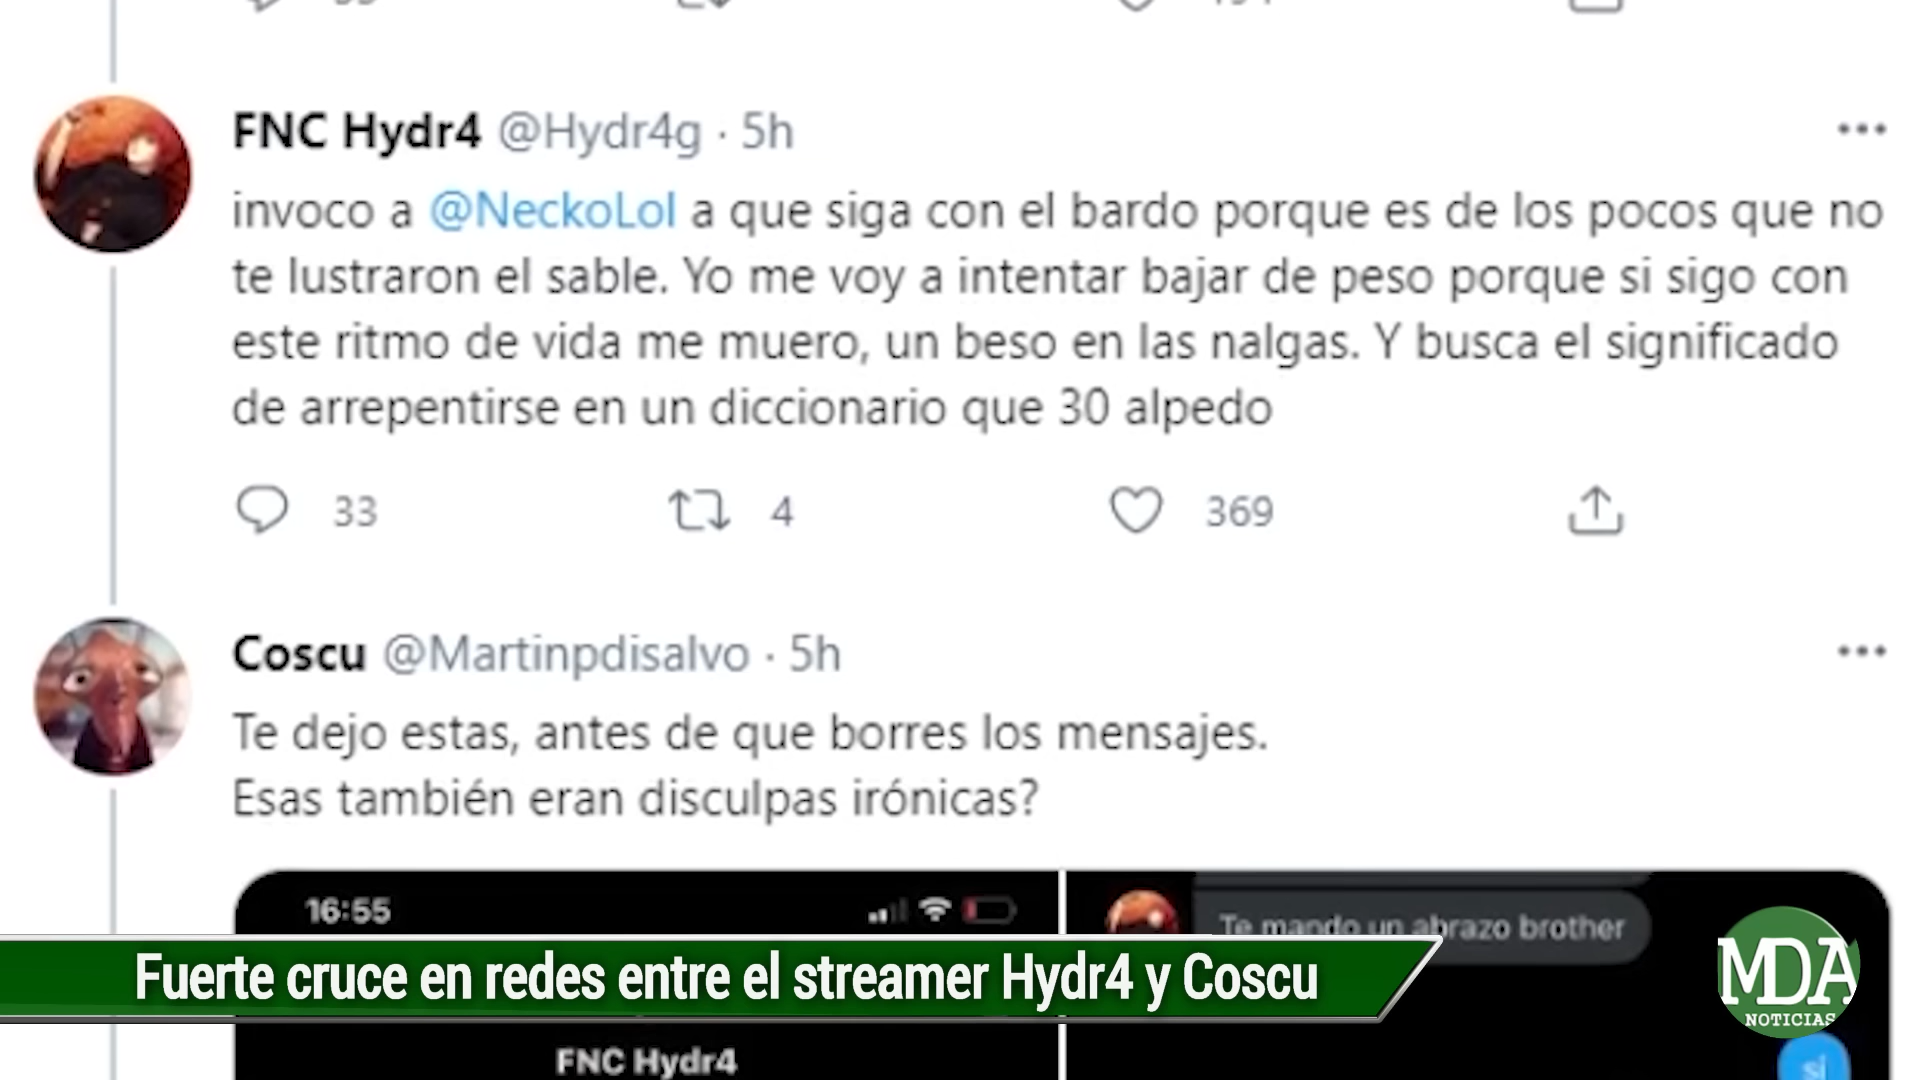 FNC Hydr4 @Hydr4g · 5h
invoco a @NeckoLol a que siga con el bardo porque es de los pocos que no
te lustraron el sable. Yo me voy a intentar bajar de peso porque si sigo con
este ritmo de vida me muero, un beso en las nalgas. Y busca el significado
de arrepentirse en un diccionario que 30 alpedo
33 4 369
Coscu @Martinpdisalvo · 5h
Te dejo estas, antes de que borres los mensajes.
Esas también eran disculpas irónicas?
16:55
Te mando un abrazo brother
Fuerte cruce en redes entre el streamer Hydr4 y Coscu
MDA
NOTICIAS
FNC Hydr4
si